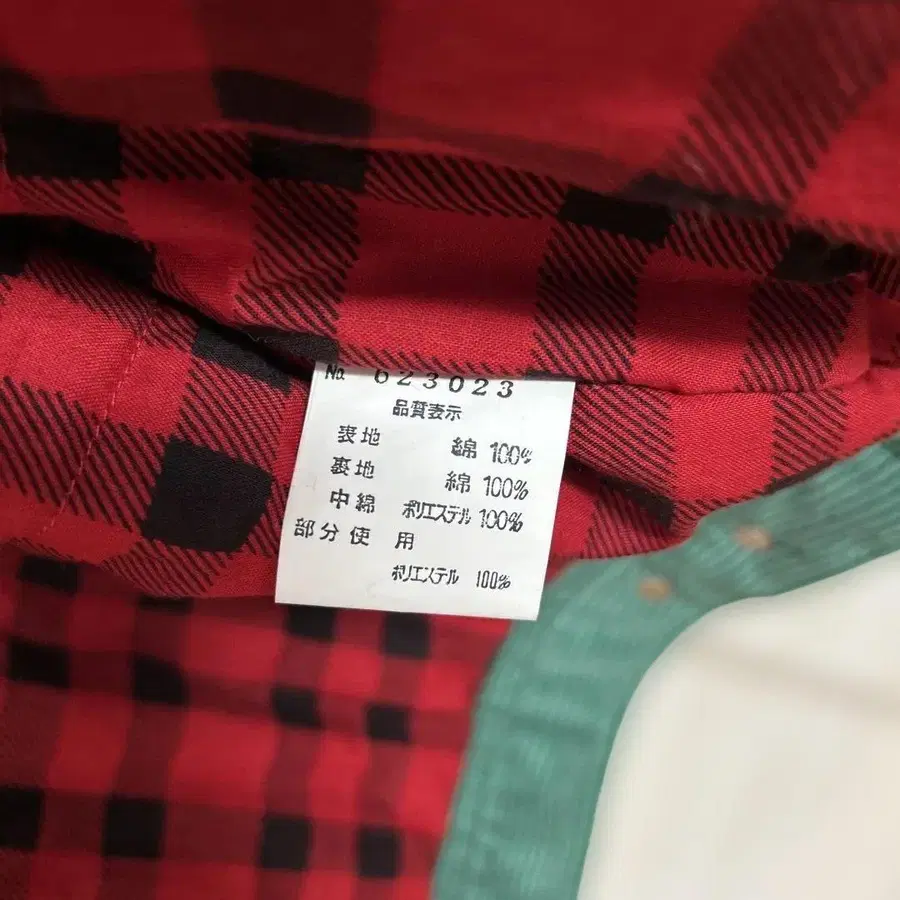 No. 623023
品質表示
表地 綿 100%
裏地 綿 100%
中綿 ポリエステル 100%
部分使用
ポリエステル 100%